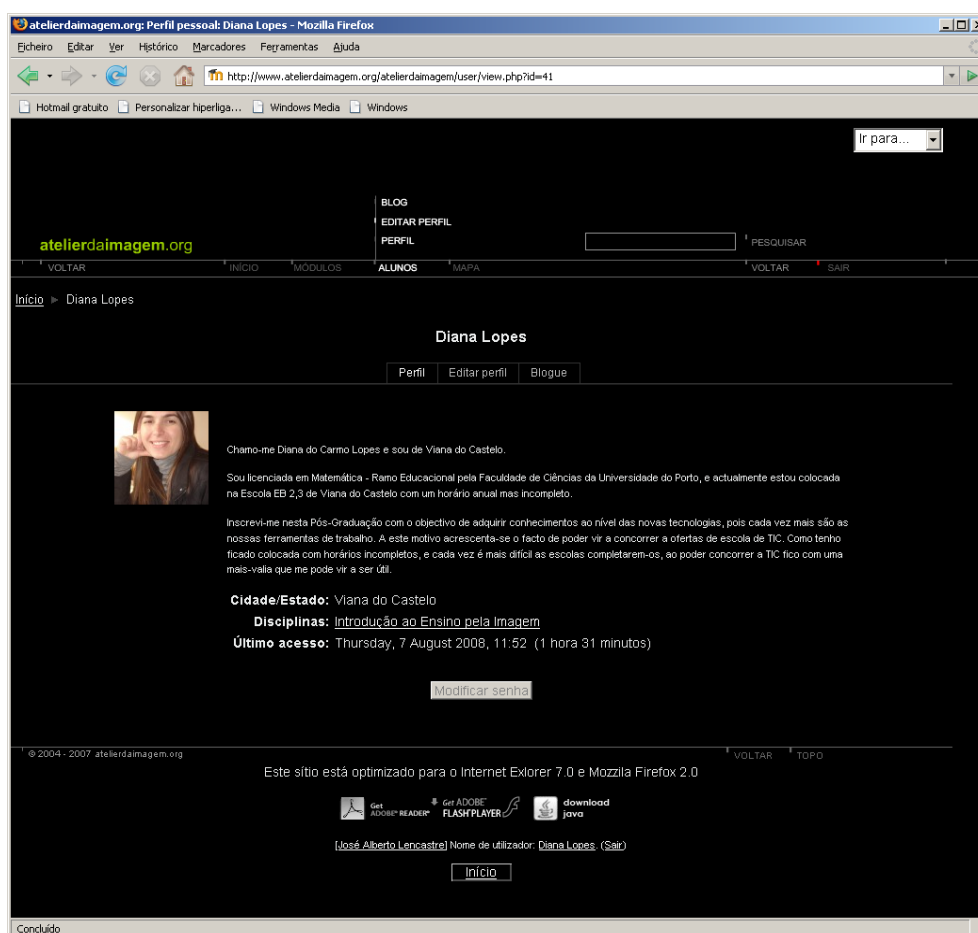 atelierdaimagem.org: Perfil pessoal: Diana Lopes - Mozilla Firefox
Ficheiro Editar Ver Histórico Marcadores Ferramentas Ajuda
http://www.atelierdaimagem.org/atelierdaimagem/user/view.php?id=41
Hotmail gratuito Personalizar hiperliga... Windows Media Windows
Ir para...
BLOG
EDITAR PERFIL
atelierdaimagem.org PERFIL PESQUISAR
VOLTAR INÍCIO MÓDULOS ALUNOS MAPA VOLTAR SAIR
Início ► Diana Lopes
Diana Lopes
Perfil Editar perfil Blogue
Chamo-me Diana do Carmo Lopes e sou de Viana do Castelo.
Sou licenciada em Matemática - Ramo Educacional pela Faculdade de Ciências da Universidade do Porto, e actualmente estou colocada
na Escola EB 2,3 de Viana do Castelo com um horário anual mas incompleto.
Inscrevi-me nesta Pós-Graduação com o objectivo de adquirir conhecimentos ao nível das novas tecnologias, pois cada vez mais são as
nossas ferramentas de trabalho. A este motivo acrescenta-se o facto de poder vir a concorrer a ofertas de escola de TIC. Como tenho
ficado colocada com horários incompletos, e cada vez é mais difícil as escolas completarem-os, ao poder concorrer a TIC fico com uma
mais-valia que me pode vir a ser útil.
Cidade/Estado: Viana do Castelo
Disciplinas: Introdução ao Ensino pela Imagem
Último acesso: Thursday, 7 August 2008, 11:52 (1 hora 31 minutos)
Modificar senha
© 2004 - 2007 atelierdaimagem.org VOLTAR TOPO
Este sítio está optimizado para o Internet Exlorer 7.0 e Mozzila Firefox 2.0
Get ADOBE® READER® Get ADOBE® FLASH® PLAYER download java
[José Alberto Lencastre] Nome de utilizador: Diana Lopes. (Sair)
Início
Concluído